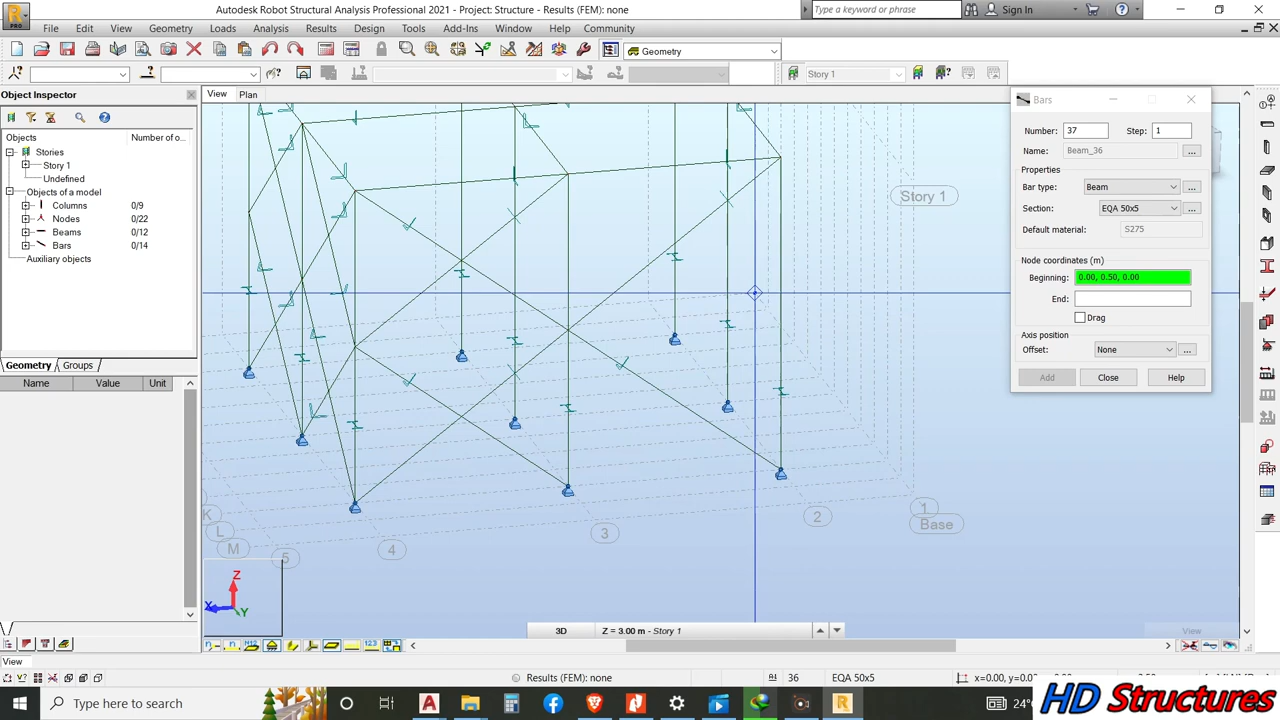 Autodesk Robot Structural Analysis Professional 2021 - Project: Structure - Results (FEM): none
Type a keyword or phrase
Sign In
PRO
File Edit View Geometry Loads Analysis Results Design Tools Add-Ins Window Help Community
Geometry
Story 1
Object Inspector
View Plan
Objects Number of o...
Stories
Story 1
Undefined
Objects of a model
Columns 0/9
Nodes 0/22
Beams 0/12
Bars 0/14
Auxiliary objects
Geometry Groups
Name Value Unit
Story 1
K
L
M
5
4
3
2
1
Base
Z
X
Y
3D Z = 3.00 m - Story 1
View
Bars
Number: 37 Step: 1
Name: Beam_36 ...
Properties
Bar type: Beam ...
Section: EQA 50x5 ...
Default material: S275
Node coordinates (m)
Beginning: 0.00, 0.50, 0.00
End:
Drag
Axis position
Offset: None ...
Add Close Help
View
Results (FEM): none
36
EQA 50x5
Type here to search
24°
HD Structures